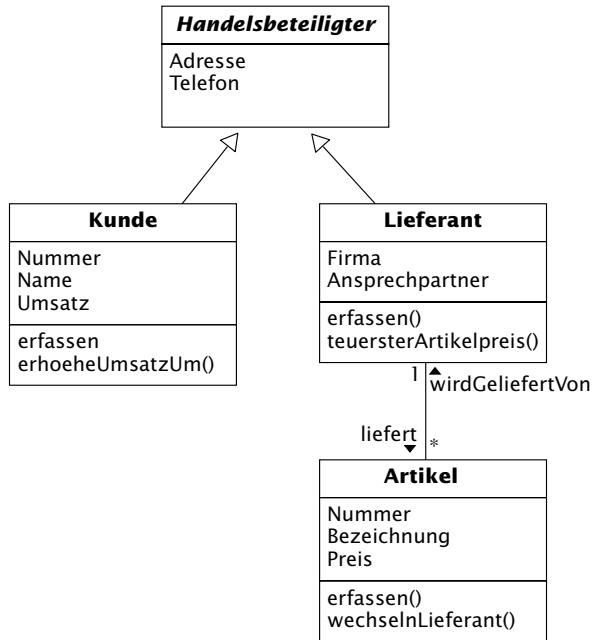 Handelsbeteiligter
Adresse
Telefon
Kunde
Nummer
Name
Umsatz
erfassen
erhoeheUmsatzUm()
Lieferant
Firma
Ansprechpartner
erfassen()
teuersterArtikelpreis()
1
wirdGeliefertVon
liefert
*
Artikel
Nummer
Bezeichnung
Preis
erfassen()
wechselnLieferant()